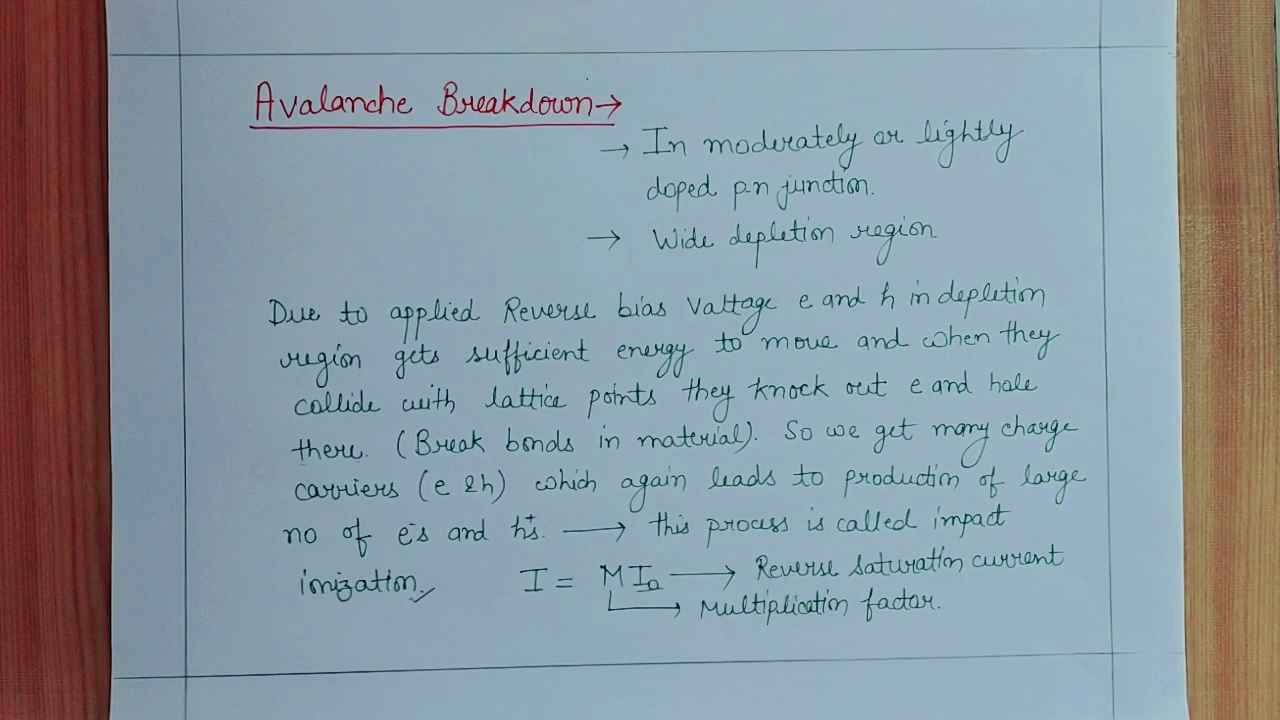 Avalanche Breakdown→
→ In moderately or lightly
doped p-n junction.
→ Wide depletion region
Due to applied Reverse bias Valtage e and h in depletion
region gets sufficient energy to move and when they
collide with lattice points they knock out e and hole
there. (Break bonds in material). So we get many charge
carriers (e & h) which again leads to production of large
no of e⁻s and h⁺s. → this process is called impact
ionization. I = MI₀ → Reverse saturation current
→ Multiplication factor.